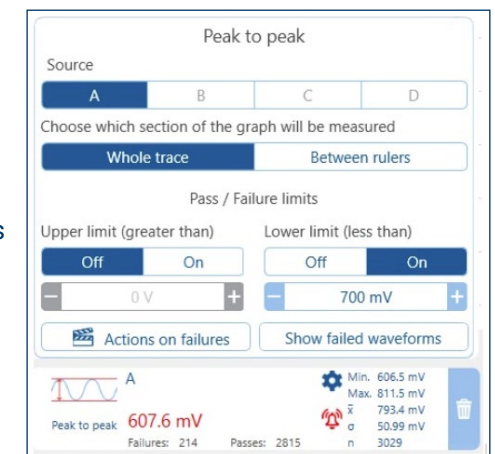 Peak to peak
Source
A B C D
Choose which section of the graph will be measured
Whole trace Between rulers
Pass / Failure limits
Upper limit (greater than) Lower limit (less than)
Off On Off On
− 0 V + − 700 mV +
Actions on failures Show failed waveforms
s
A Min. 606.5 mV
Max. 811.5 mV
Peak to peak 607.6 mV x̄ 793.4 mV
σ 50.99 mV
Failures: 214 Passes: 2815 n 3029